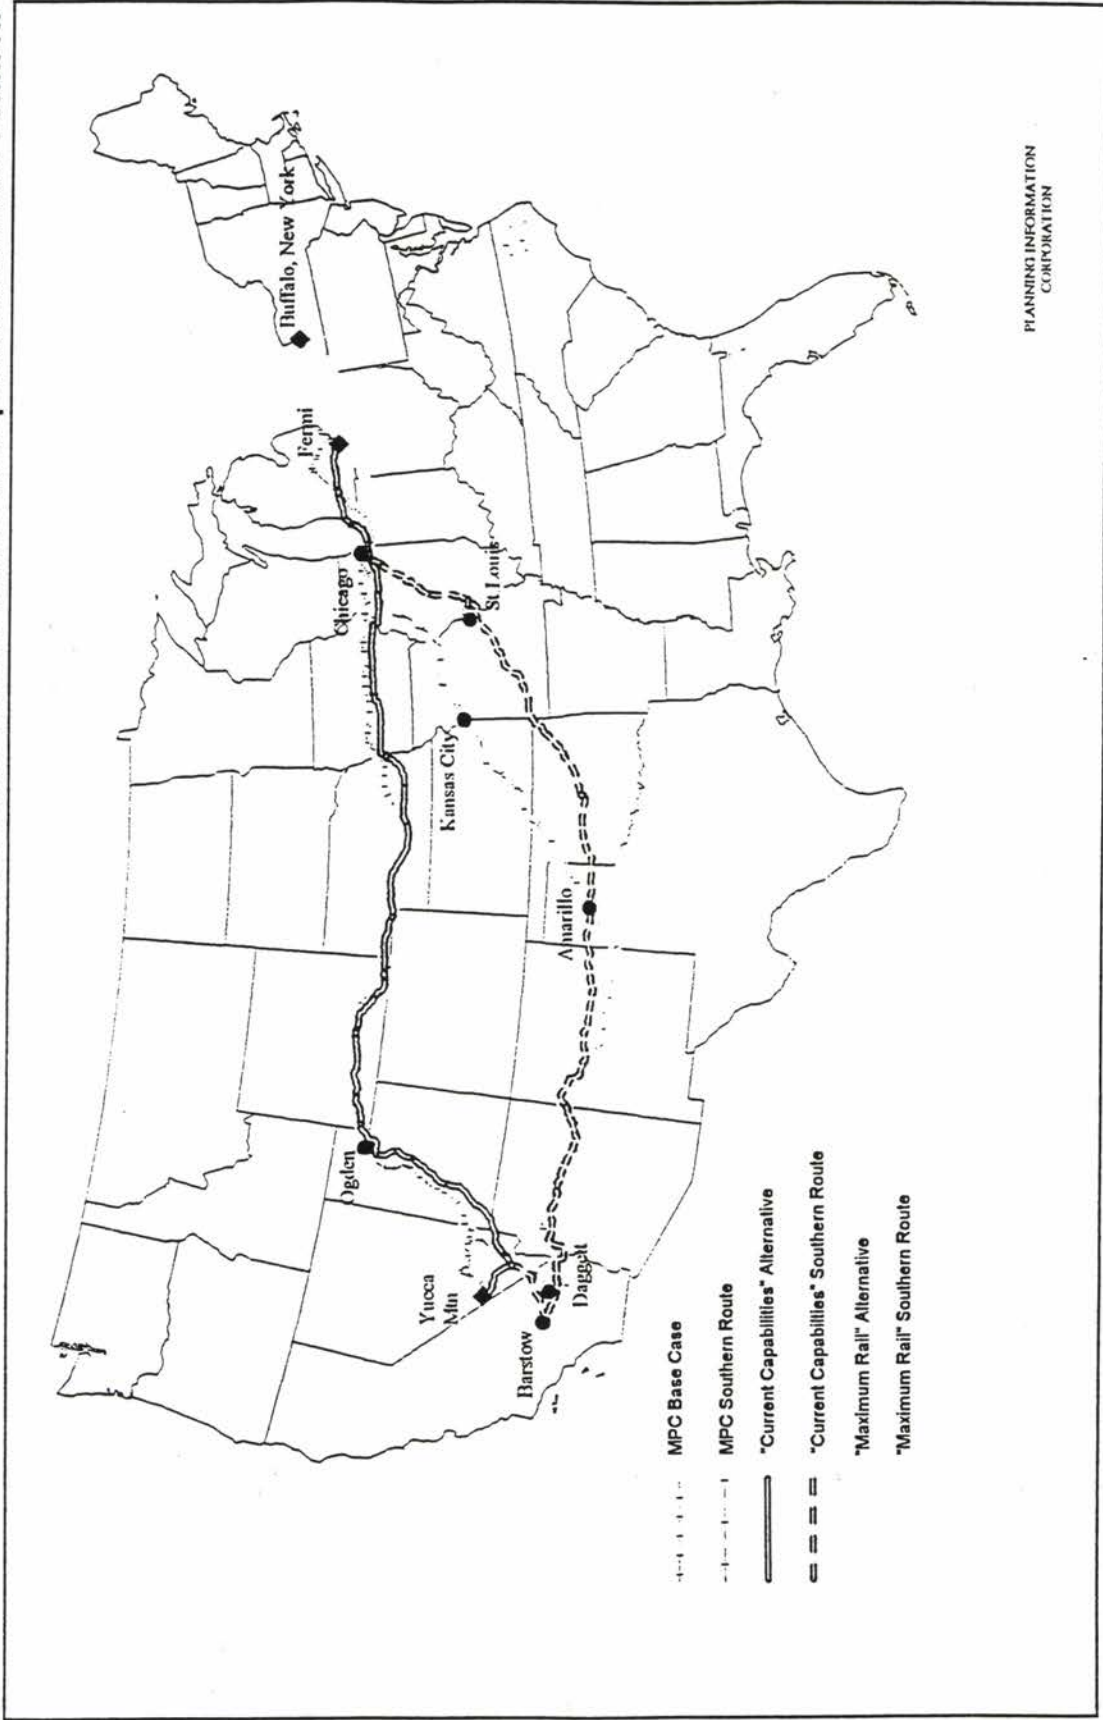 Buffalo, New York
Fermi
Chicago
St. Louis
Kansas City
Amarillo
Ogden
Yucca
Mtn
Daggett
Barstow
MPC Base Case
MPC Southern Route
"Current Capabilities" Alternative
"Current Capabilities" Southern Route
"Maximum Rail" Alternative
"Maximum Rail" Southern Route
PLANNING INFORMATION
CORPORATION